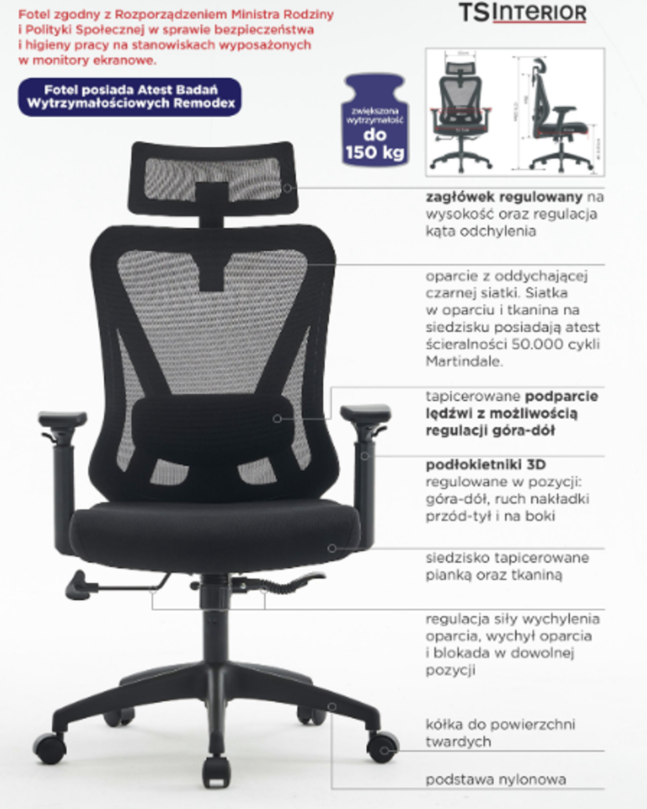 Fotel zgodny z Rozporządzeniem Ministra Rodziny
i Polityki Społecznej w sprawie bezpieczeństwa
i higieny pracy na stanowiskach wyposażonych
w monitory ekranowe.
Fotel posiada Atest Badań
Wytrzymałościowych Remodex
TSINTERIOR
zwiększona
wytrzymałość
do
150 kg
zagłówek regulowany na
wysokość oraz regulacja
kąta odchylenia
oparcie z oddychającej
czarnej siatki. Siatka
w oparciu i tkanina na
siedzisku posiadają atest
ścieralności 50.000 cykli
Martindale.
tapicerowane podparcie
lędźwi z możliwością
regulacji góra-dół
podłokietniki 3D
regulowane w pozycji:
góra-dół, ruch nakładki
przód-tył i na boki
siedzisko tapicerowane
pianką oraz tkaniną
regulacja siły wychylenia
oparcia, wychył oparcia
i blokada w dowolnej
pozycji
kółka do powierzchni
twardych
podstawa nylonowa